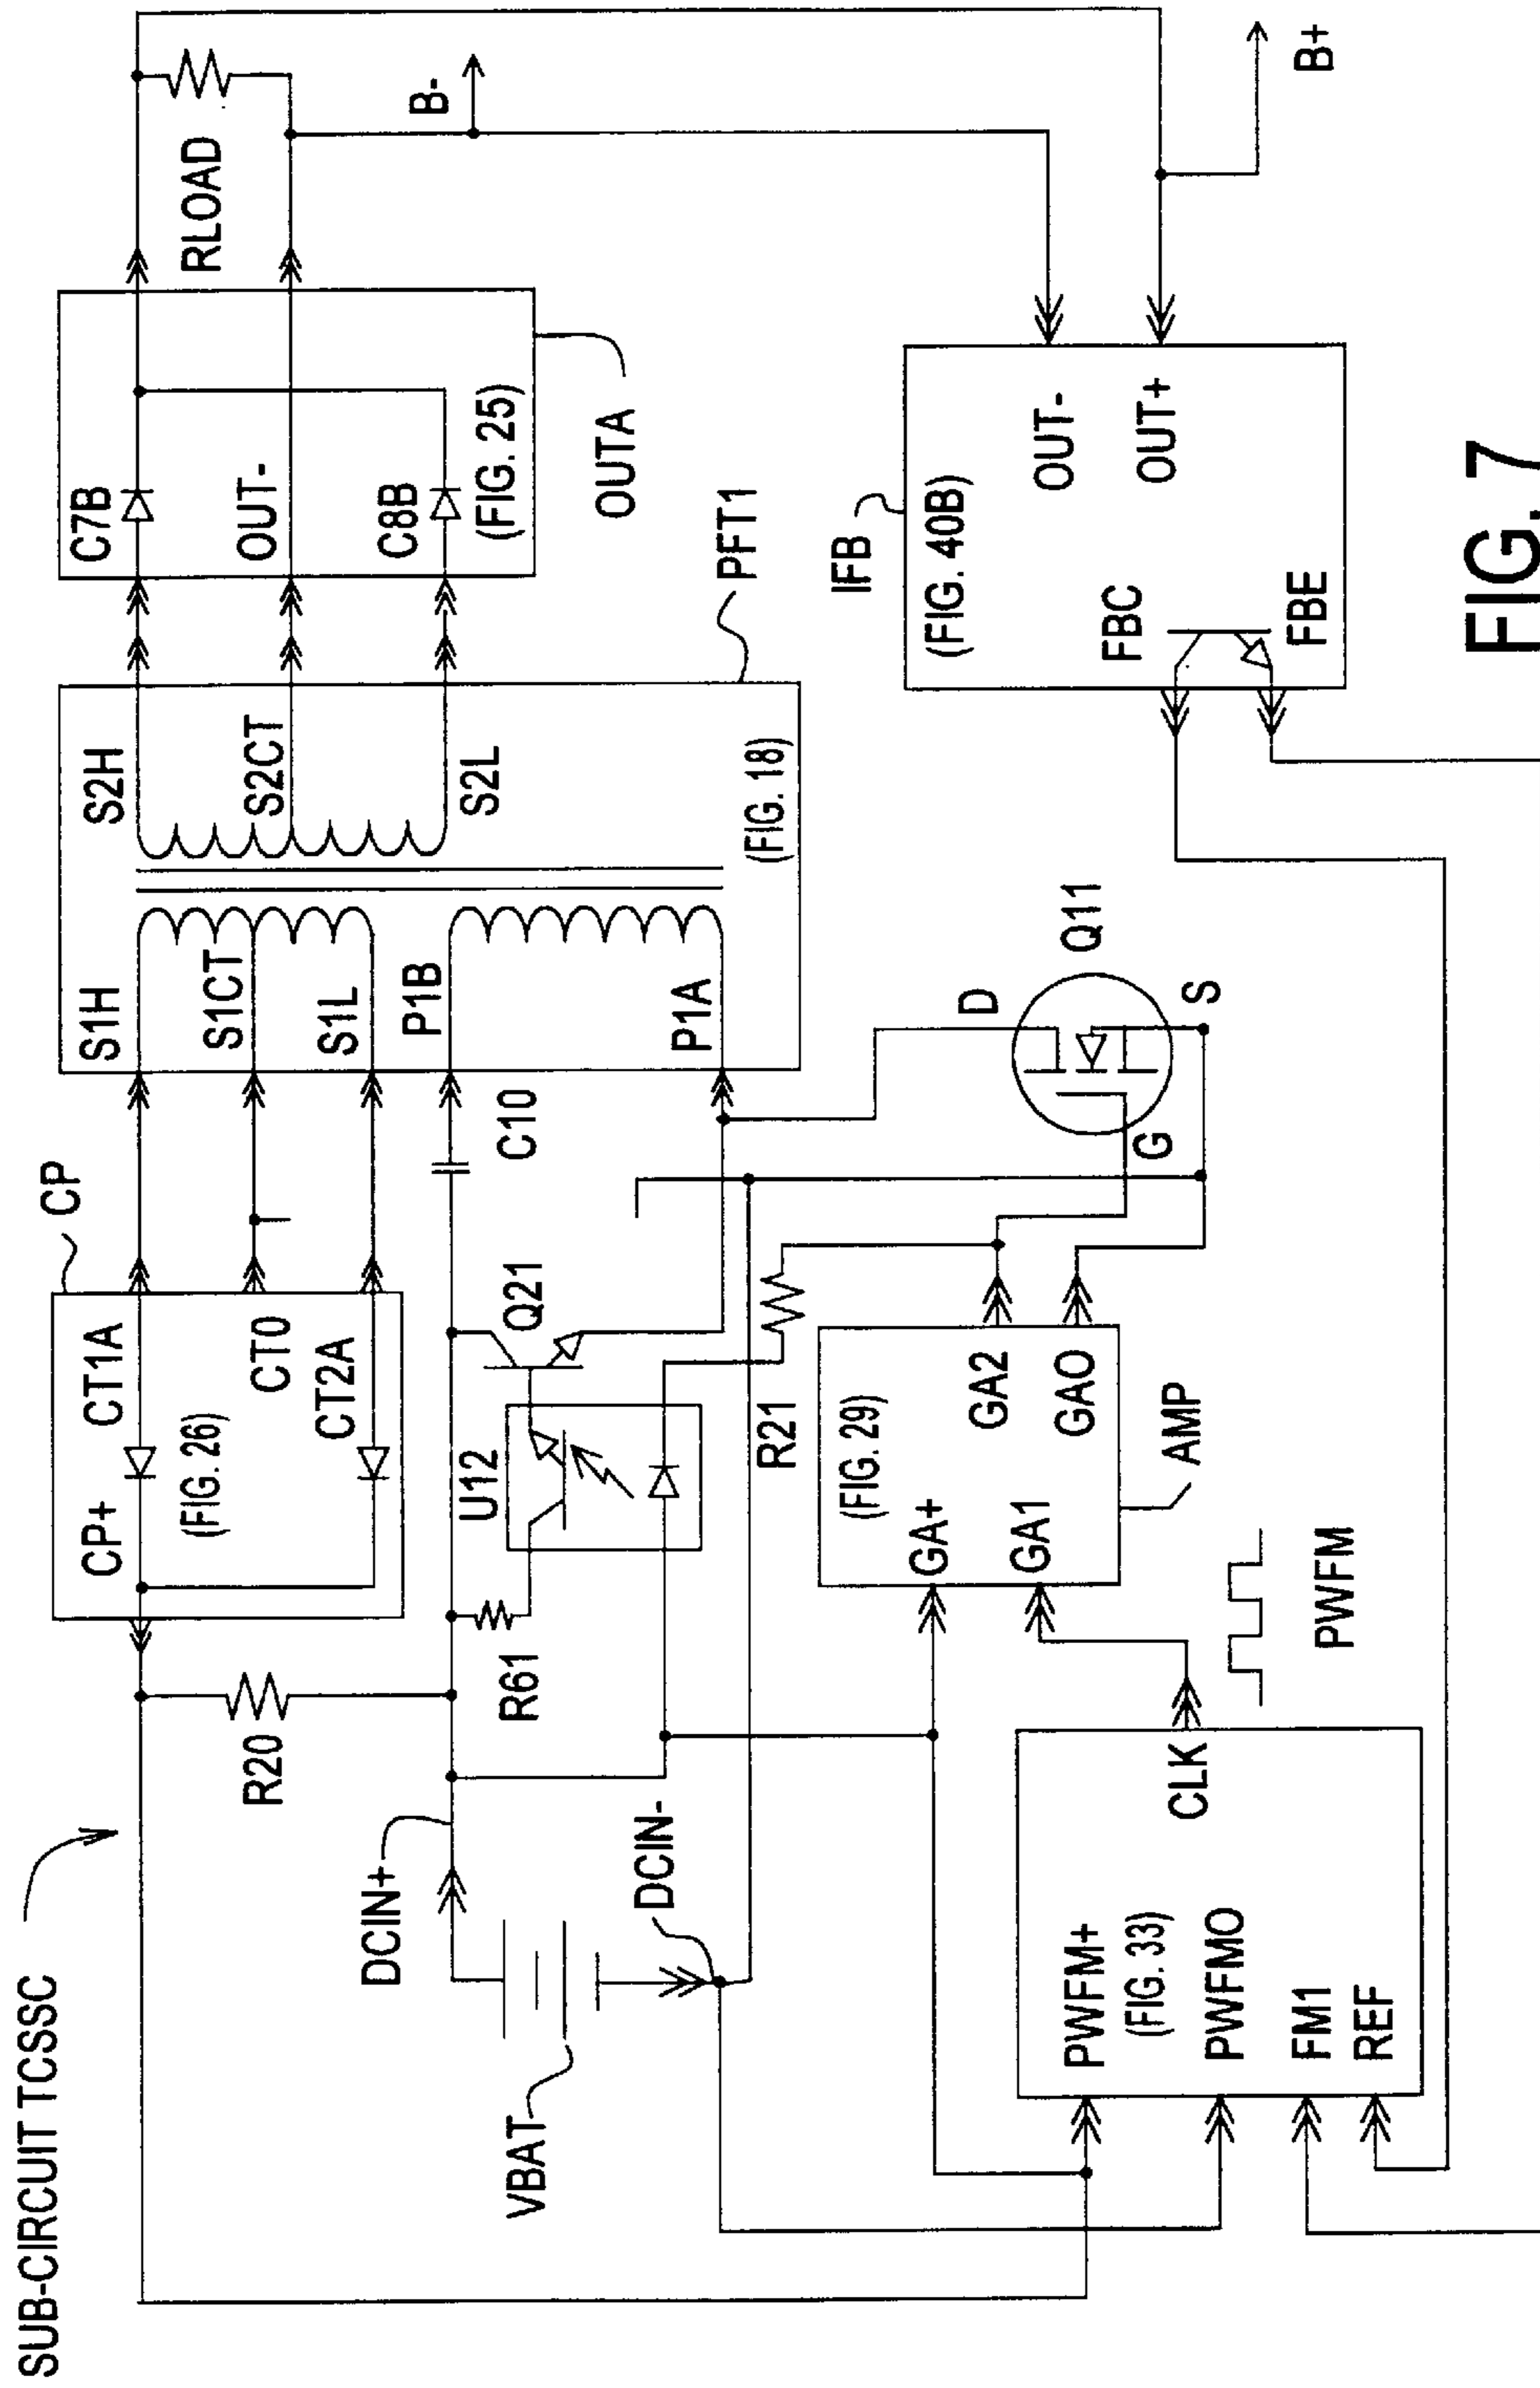 SUB-CIRCUIT TCSSC
CP
CP+
CT1A
(FIG. 26)
CT0
CT2A
S1H
S1CT
S1L
P1B
P1A
S2H
S2CT
S2L
(FIG. 18)
PFT1
C7B
OUT-
C8B
(FIG. 25)
OUTA
RLOAD
B-
R20
DCIN+
R61
U12
Q21
C10
VBAT
DCIN-
R21
D
Q11
G
S
(FIG. 29)
GA+
GA2
GA1
GAO
AMP
IFB
(FIG. 40B)
OUT-
FBC
OUT+
FBE
B+
PWFM+
(FIG. 33)
CLK
PWFMO
FM1
REF
PWFM
FIG. 7